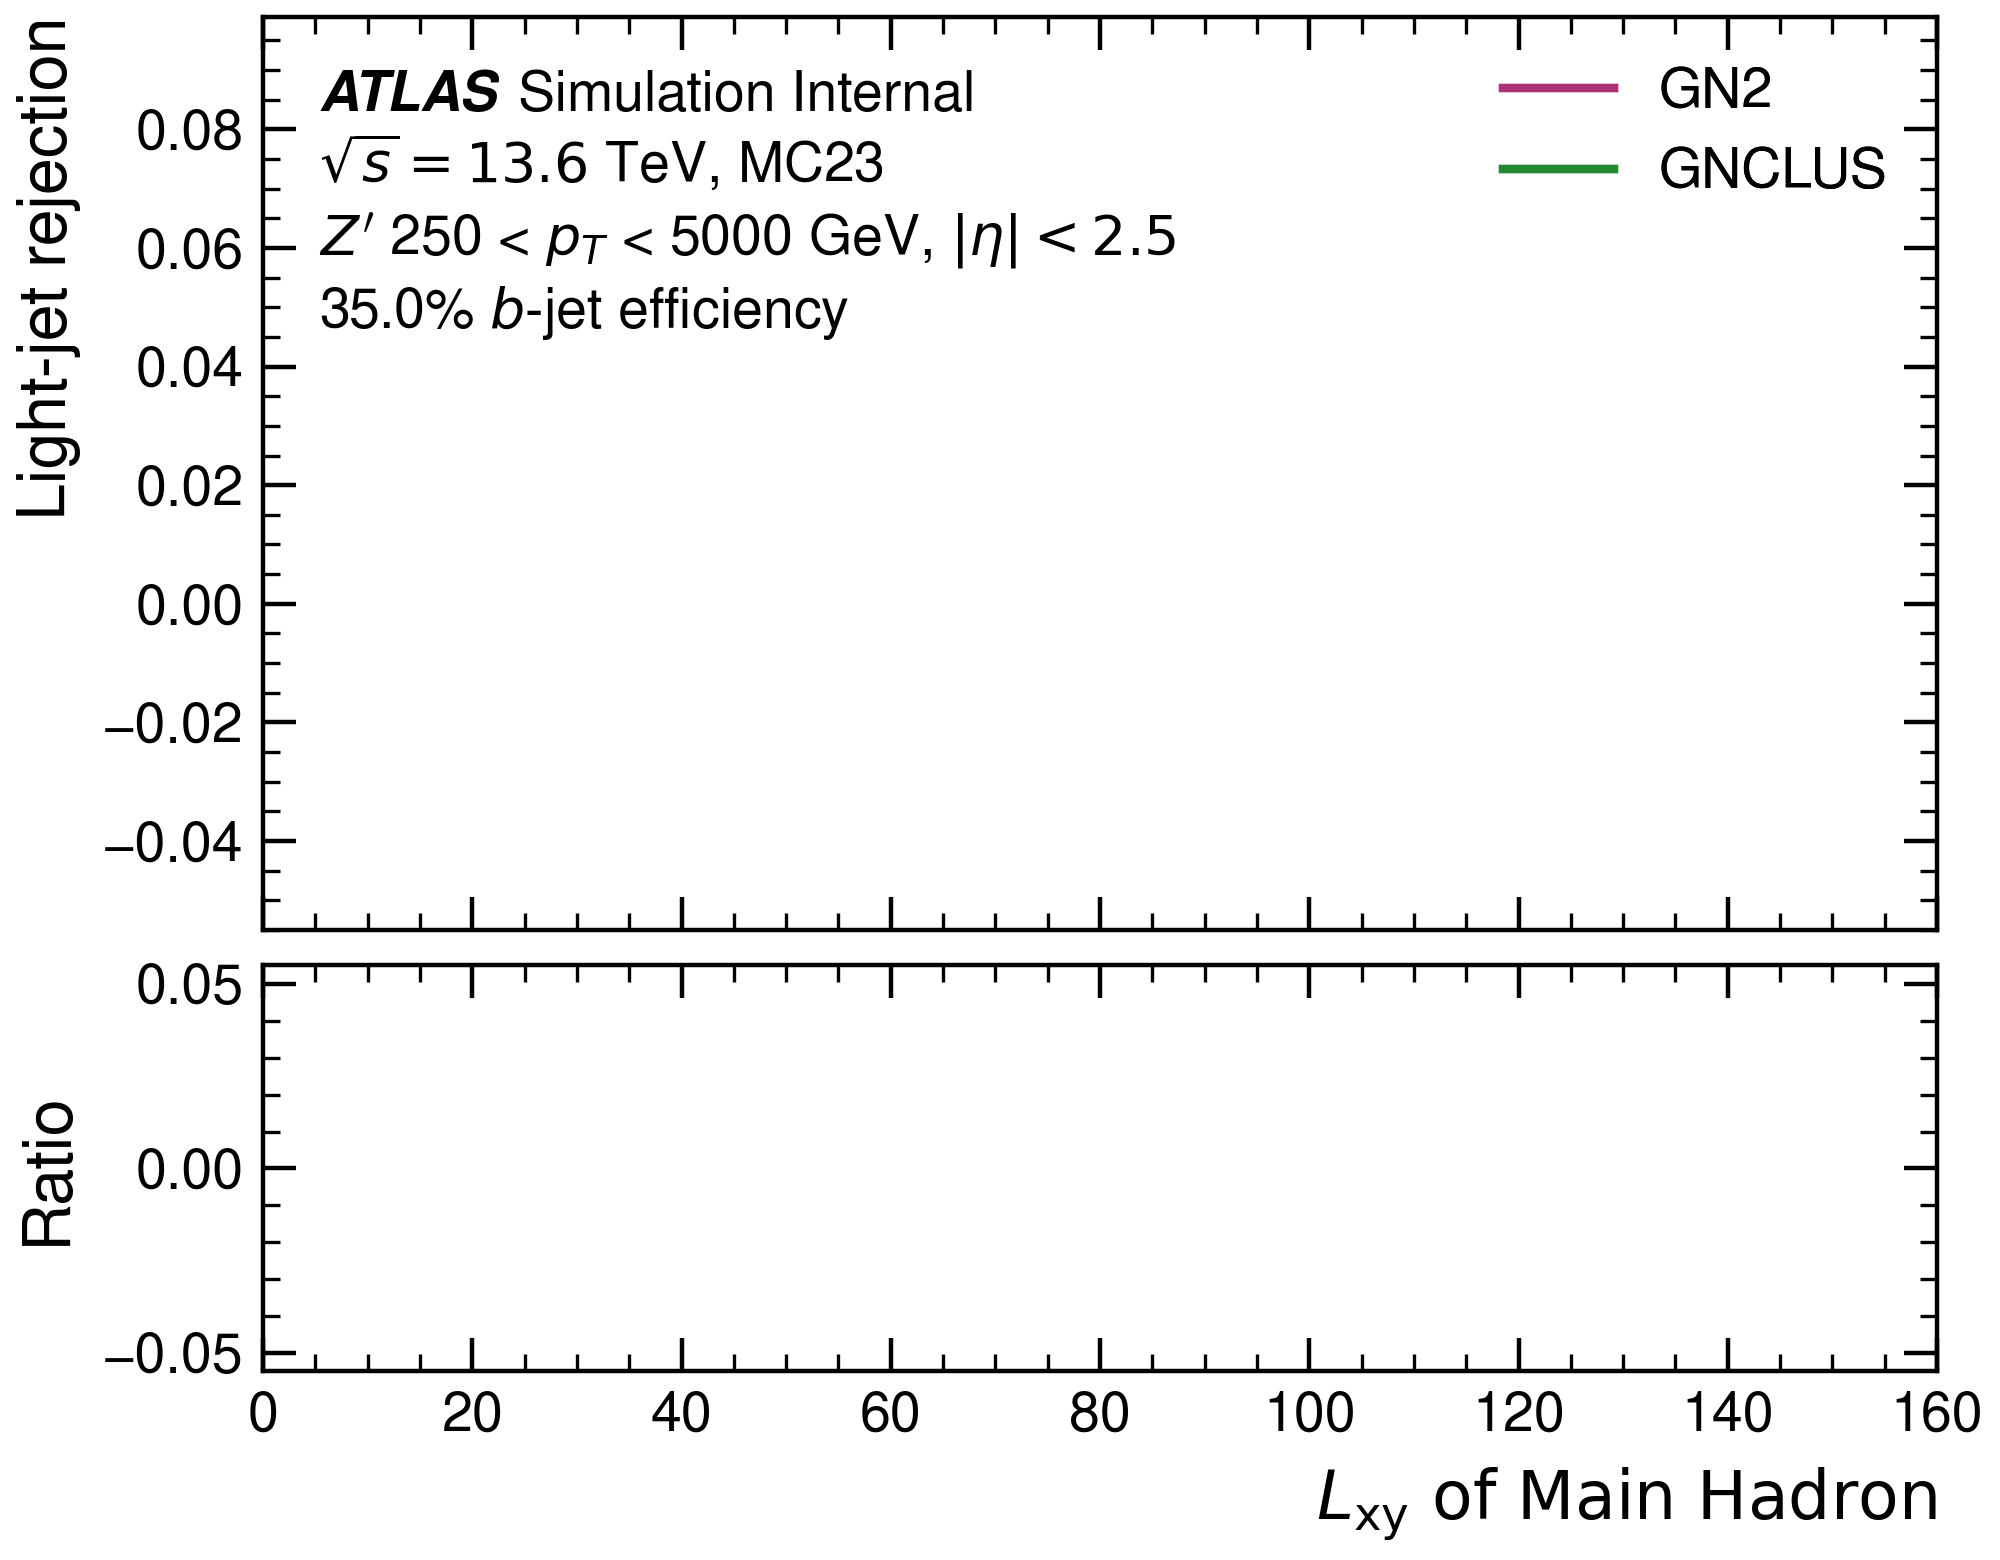 Light-jet rejection
ATLAS Simulation Internal
√s = 13.6 TeV, MC23
Z′ 250 < pT < 5000 GeV, |η| < 2.5
35.0% b-jet efficiency
GN2
GNCLUS
0.08
0.06
0.04
0.02
0.00
−0.02
−0.04
Ratio
0.05
0.00
−0.05
0 20 40 60 80 100 120 140 160
Lxy of Main Hadron